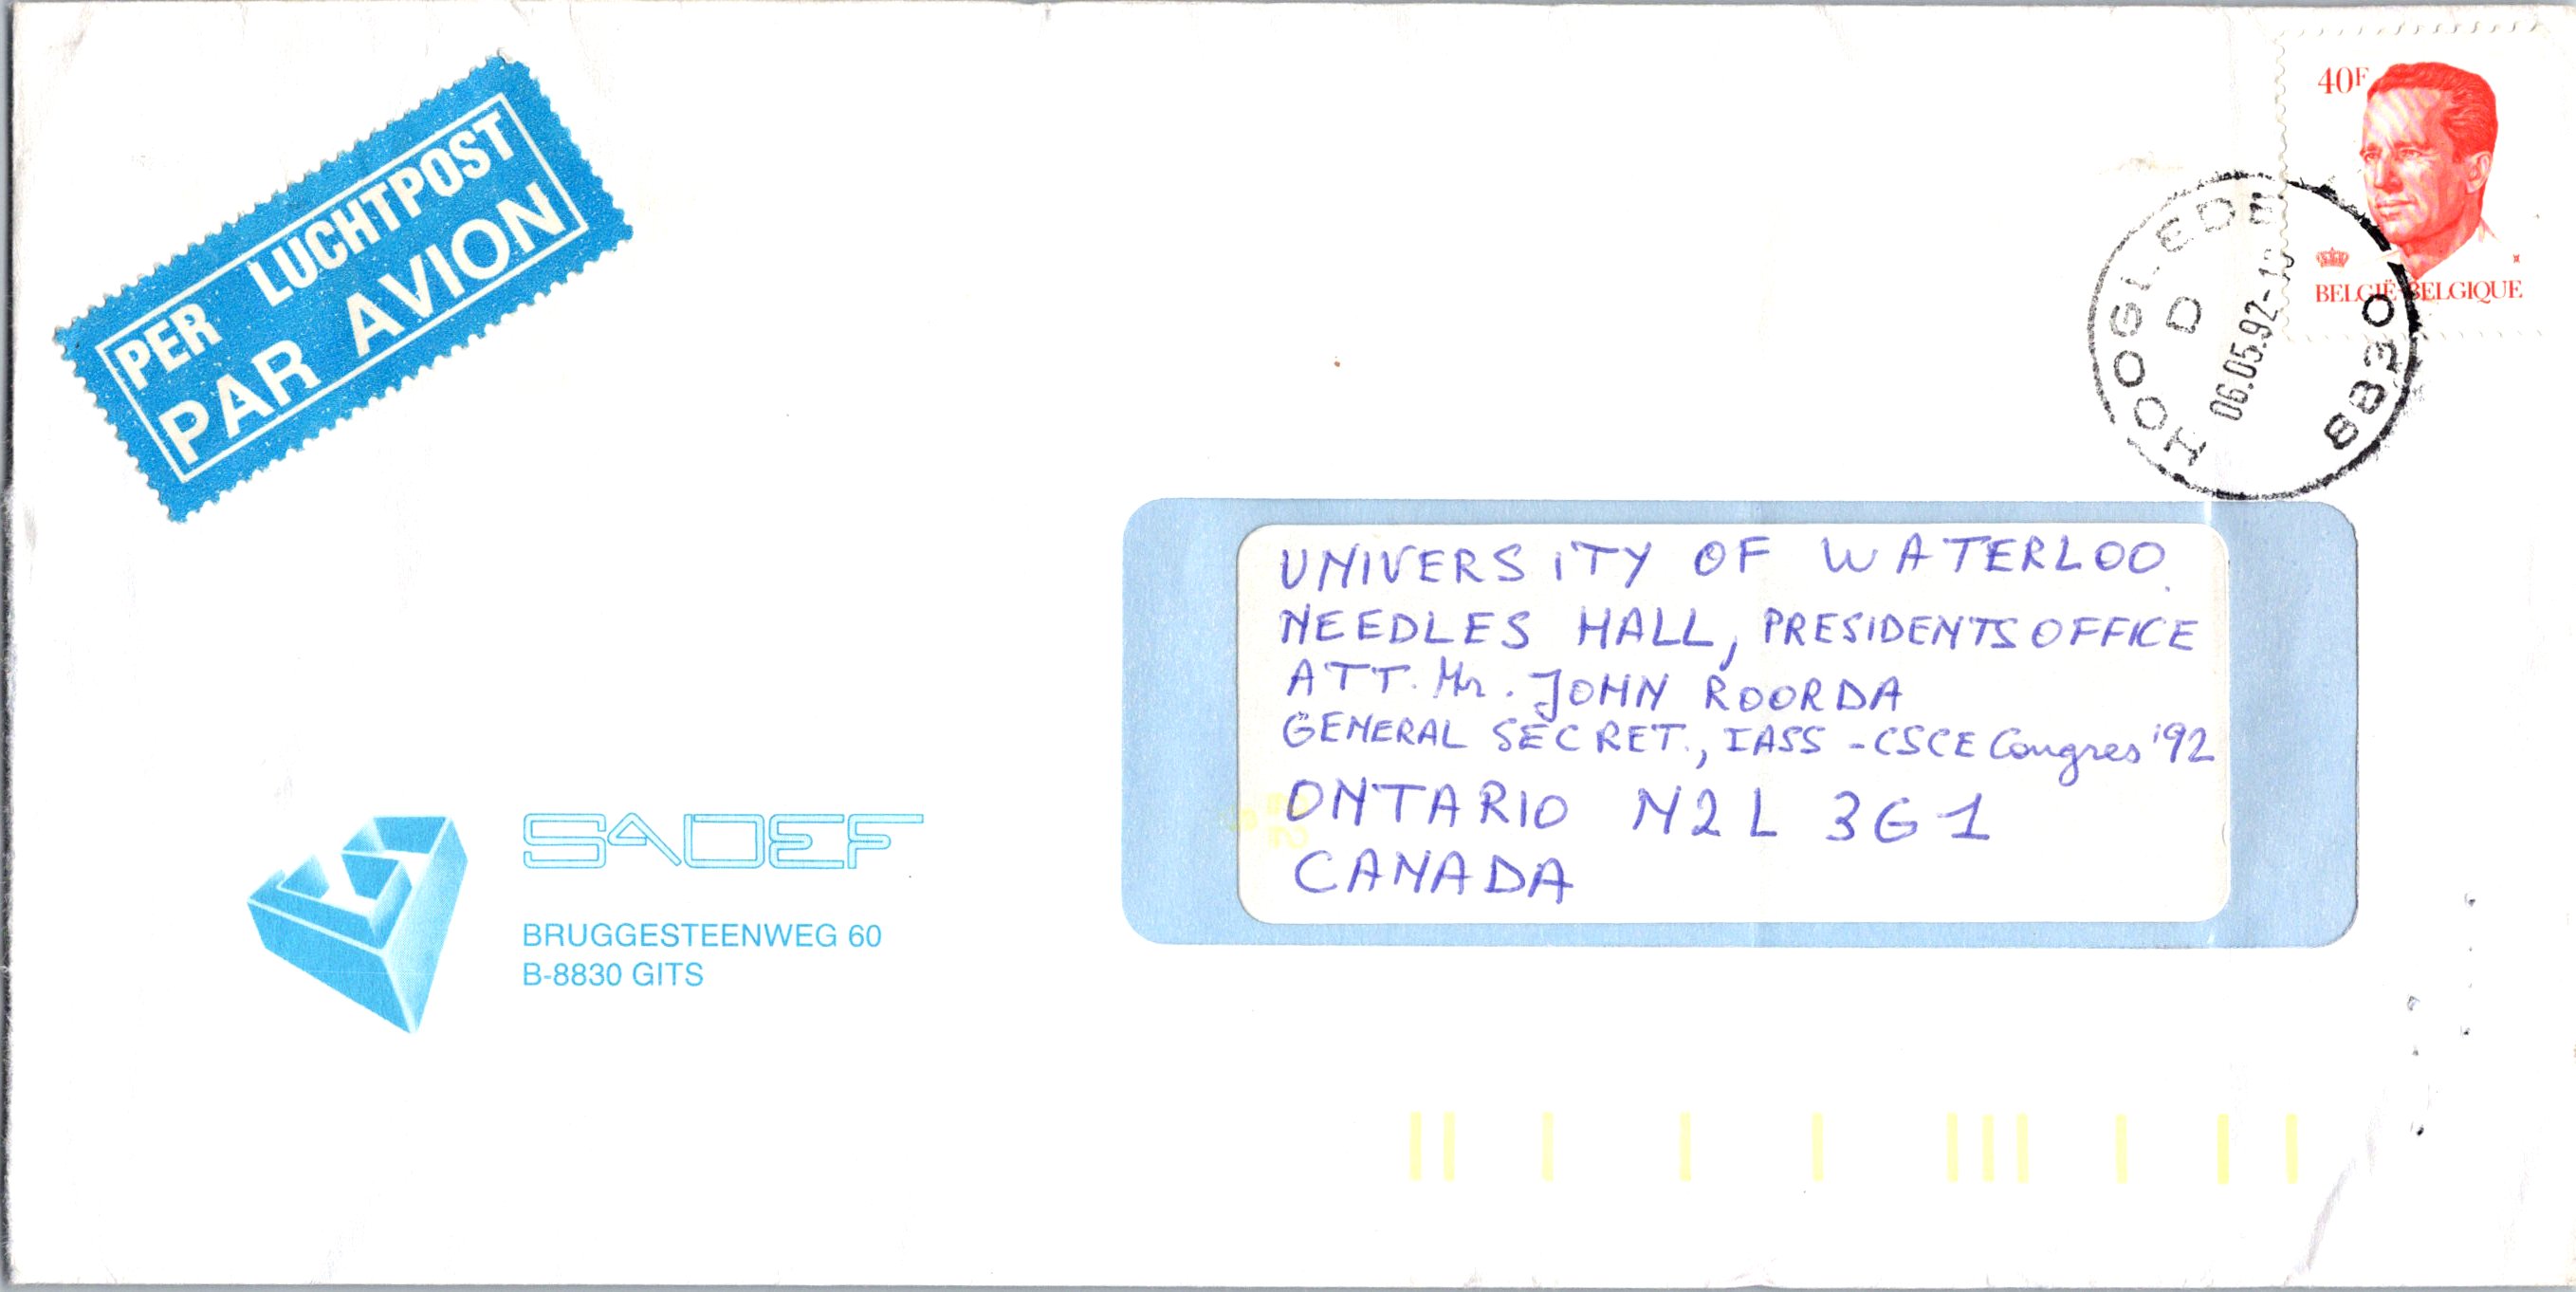 PER LUCHTPOST
PAR AVION
40F
BELGIË-BELGIQUE
HOOGLEDE
D
06.05.92-
8830
UNIVERSITY OF WATERLOO
NEEDLES HALL, PRESIDENTS OFFICE
ATT. Mr. JOHN ROORDA
GENERAL SECRET., IASS - CSCE Congres '92
ONTARIO N2L 3G1
CANADA
SADEF
BRUGGESTEENWEG 60
B-8830 GITS